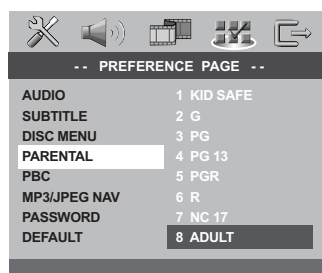 -- PREFERENCE PAGE --
AUDIO 1 KID SAFE
SUBTITLE 2 G
DISC MENU 3 PG
PARENTAL 4 PG 13
PBC 5 PGR
MP3/JPEG NAV 6 R
PASSWORD 7 NC 17
DEFAULT 8 ADULT